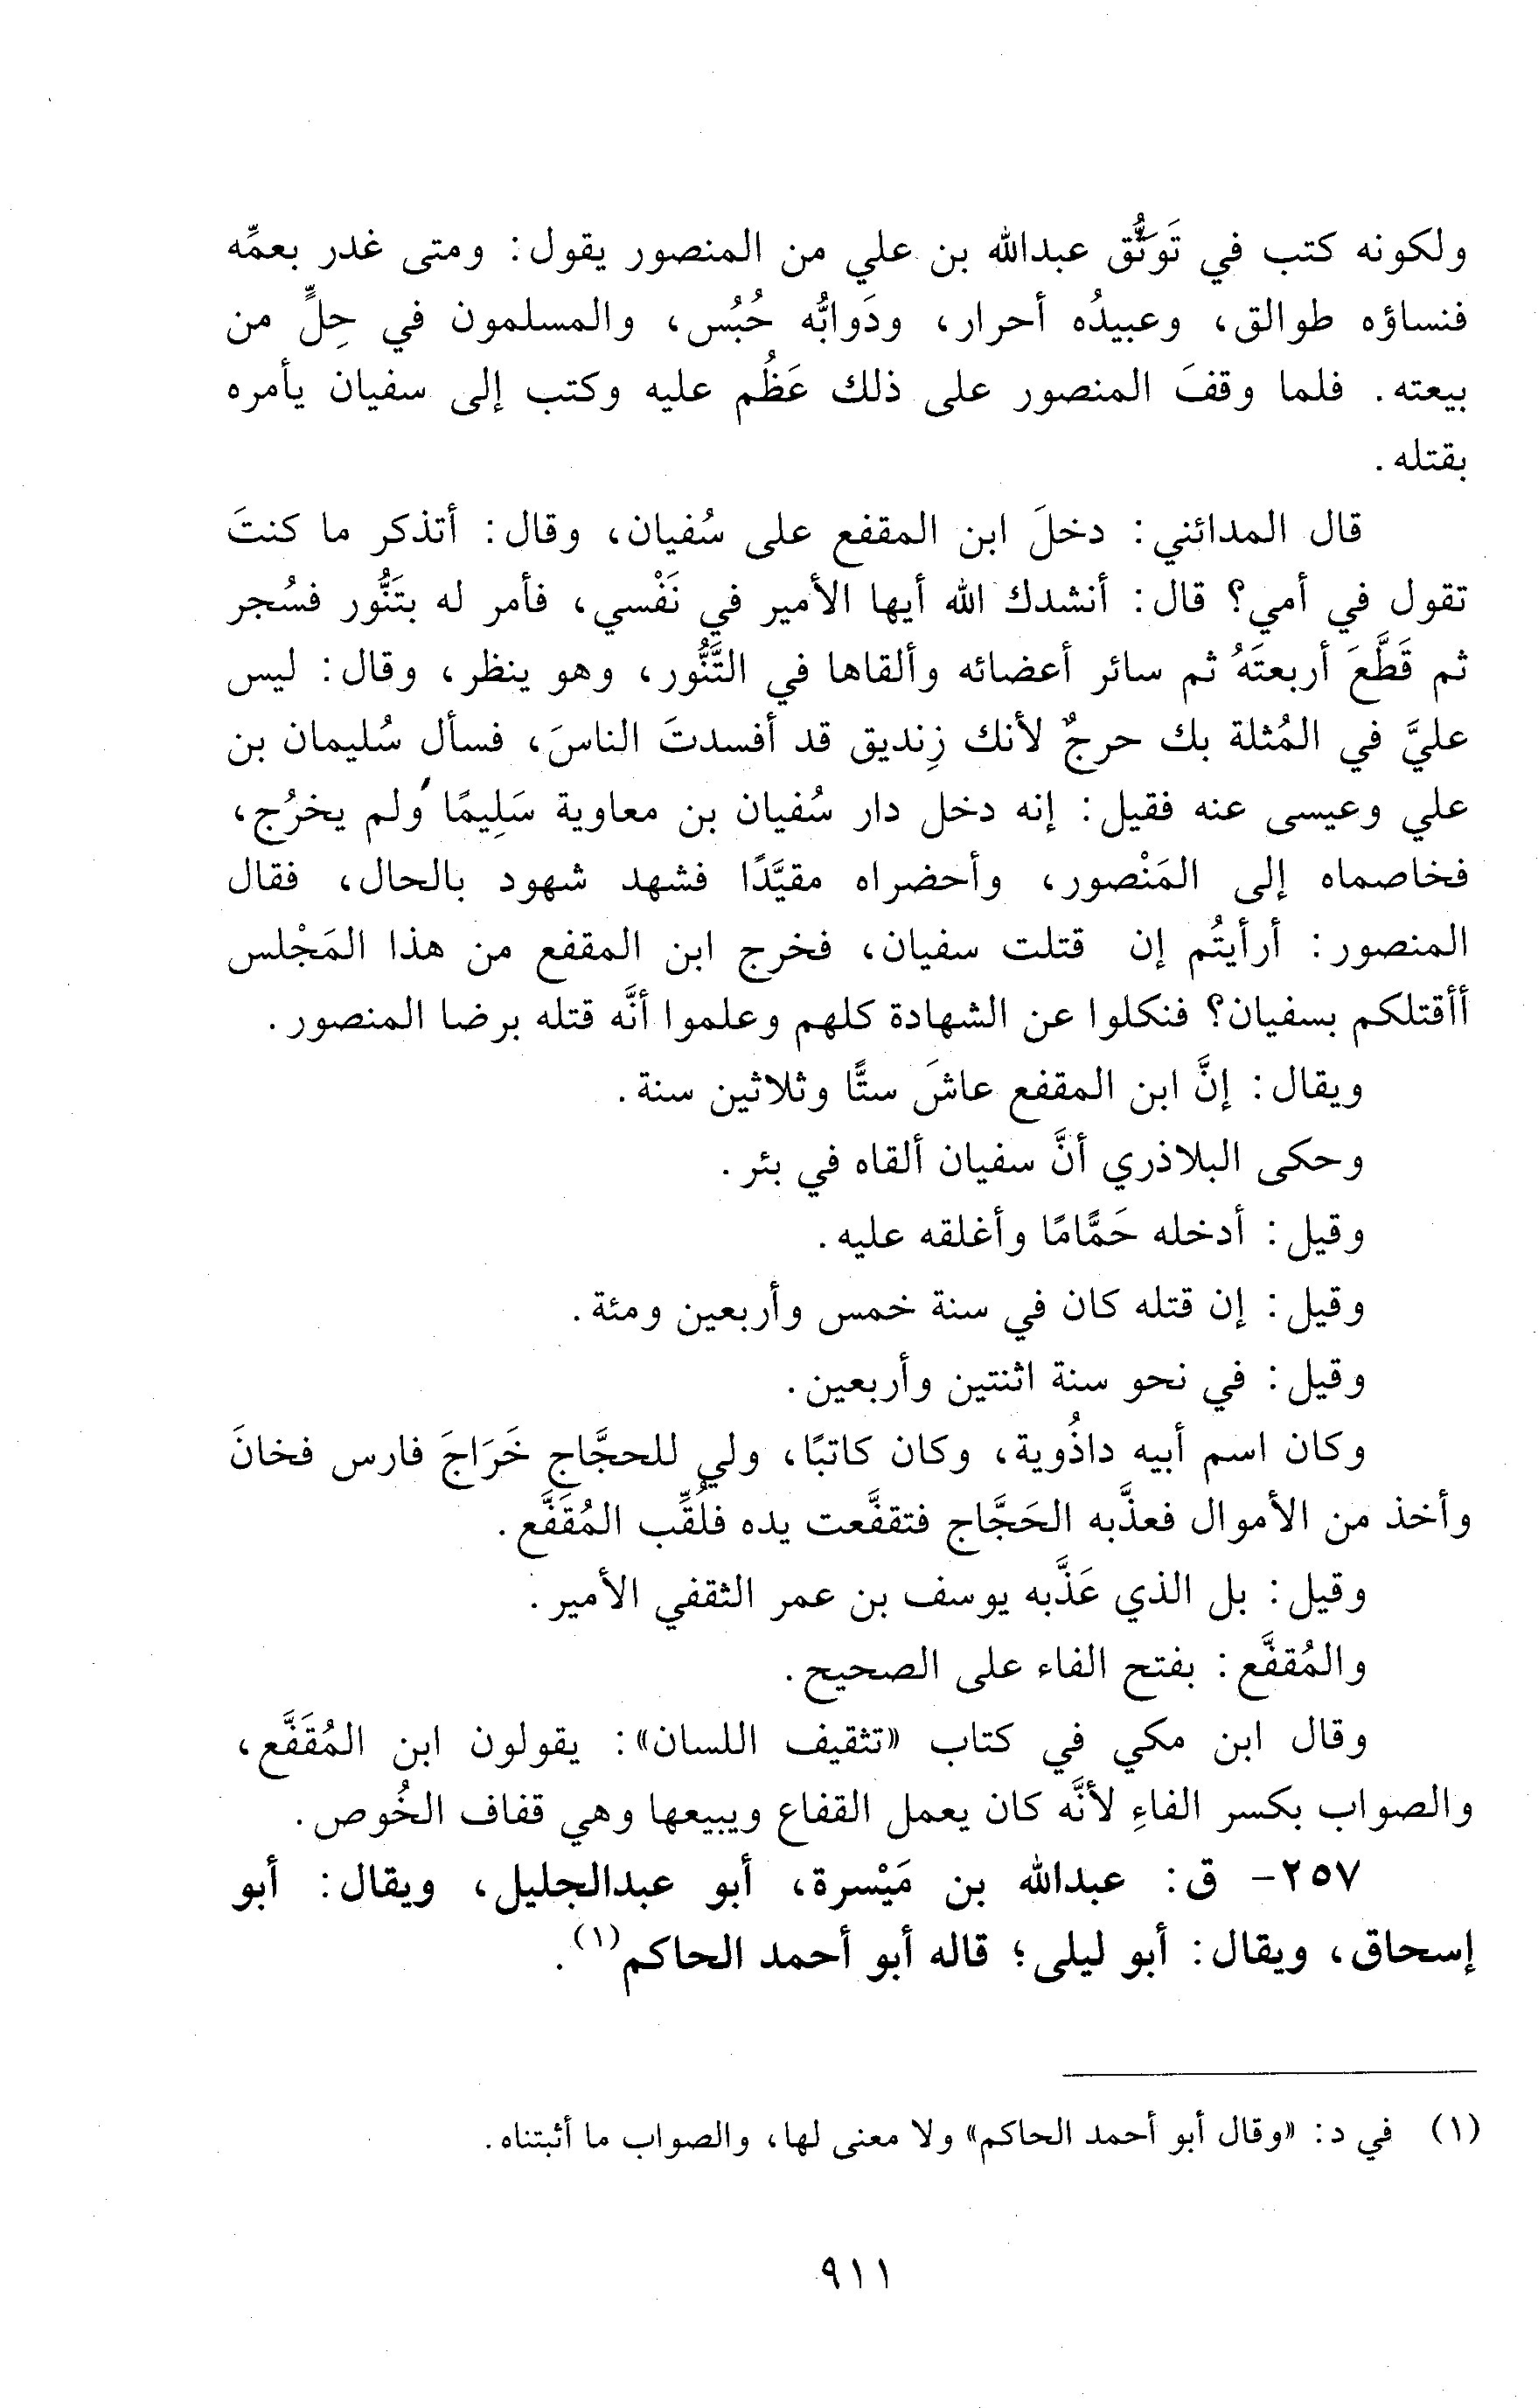 ولكونه كتب في تَوَثُّق عبدالله بن علي من المنصور يقول: ومتى غدر بعمِّه
فنساؤه طوالق، وعبيدُه أحرار، ودَوابُّه حُبُس، والمسلمون في حِلٍّ من
بيعته. فلما وقفَ المنصور على ذلك عَظُم عليه وكتب إلى سفيان يأمره
بقتله.
قال المدائني: دخلَ ابن المقفع على سُفيان، وقال: أتذكر ما كنتَ
تقول في أمي؟ قال: أنشدك الله أيها الأمير في نَفْسي، فأمر له بتَنُّور فسُجر
ثم قَطَّعَ أربعتَهُ ثم سائر أعضائه وألقاها في التَّنُّور، وهو ينظر، وقال: ليس
عليَّ في المُثلة بك حرجٌ لأنك زِنديق قد أفسدتَ الناسَ، فسأل سُليمان بن
علي وعيسى عنه فقيل: إنه دخل دار سُفيان بن معاوية سَلِيمًا ولم يخرُج،
فخاصماه إلى المَنْصور، وأحضراه مقيَّدًا فشهد شهود بالحال، فقال
المنصور: أرأيتُم إن قتلت سفيان، فخرج ابن المقفع من هذا المَجْلس
أأقتلكم بسفيان؟ فنكلوا عن الشهادة كلهم وعلموا أنَّه قتله برضا المنصور.
ويقال: إنَّ ابن المقفع عاشَ ستًّا وثلاثين سنة.
وحكى البلاذري أنَّ سفيان ألقاه في بئر.
وقيل: أدخله حَمَّامًا وأغلقه عليه.
وقيل: إن قتله كان في سنة خمس وأربعين ومئة.
وقيل: في نحو سنة اثنتين وأربعين.
وكان اسم أبيه داذُوية، وكان كاتبًا، ولي للحجَّاج خَرَاجَ فارس فخانَ
وأخذ من الأموال فعذَّبه الحَجَّاج فتقفَّعت يده فلُقِّب المُقَفَّع.
وقيل: بل الذي عَذَّبه يوسف بن عمر الثقفي الأمير.
والمُقفَّع: بفتح الفاء على الصحيح.
وقال ابن مكي في كتاب «تثقيف اللسان»: يقولون ابن المُقَفَّع،
والصواب بكسر الفاءِ لأنَّه كان يعمل القفاع ويبيعها وهي قفاف الخُوص.
٢٥٧- ق: عبدالله بن مَيْسرة، أبو عبدالجليل، ويقال: أبو
إسحاق، ويقال: أبو ليلى؛ قاله أبو أحمد الحاكم(١).
(١) في د: «وقال أبو أحمد الحاكم» ولا معنى لها، والصواب ما أثبتناه.
٩١١